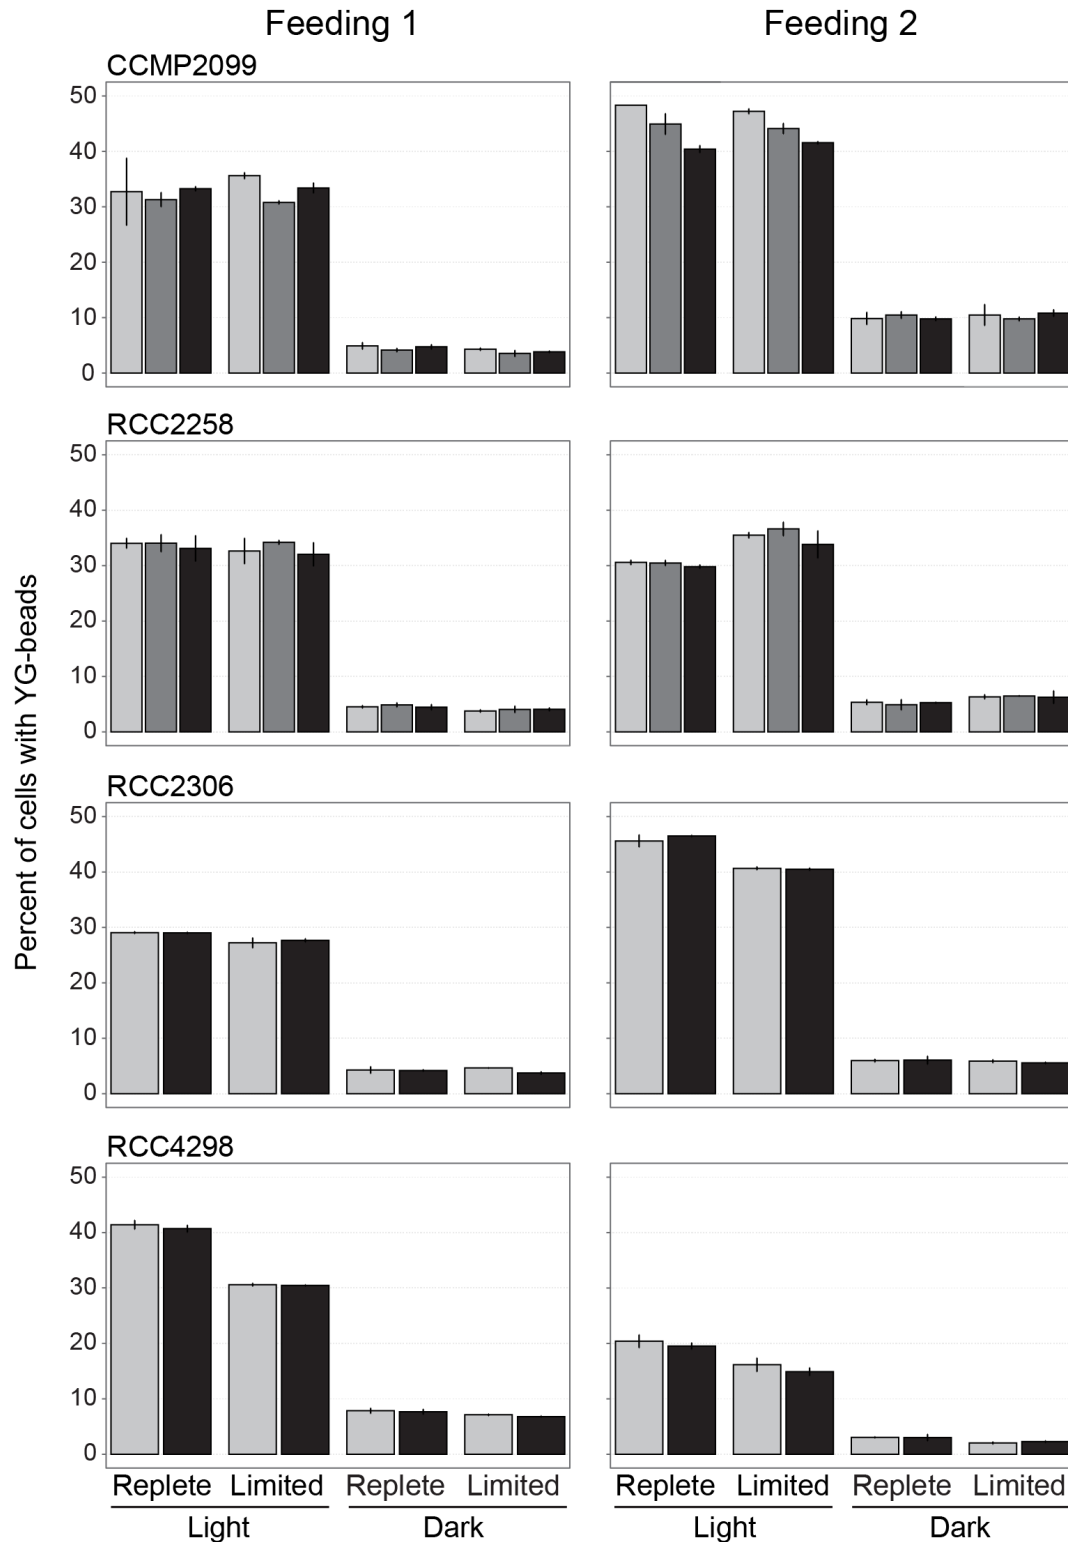 Feeding 1
Feeding 2
CCMP2099
50
40
30
20
10
0
RCC2258
50
40
30
20
10
0
Percent of cells with YG-beads
RCC2306
50
40
30
20
10
0
RCC4298
50
40
30
20
10
0
Replete Limited Replete Limited
Replete Limited Replete Limited
Light Dark
Light Dark